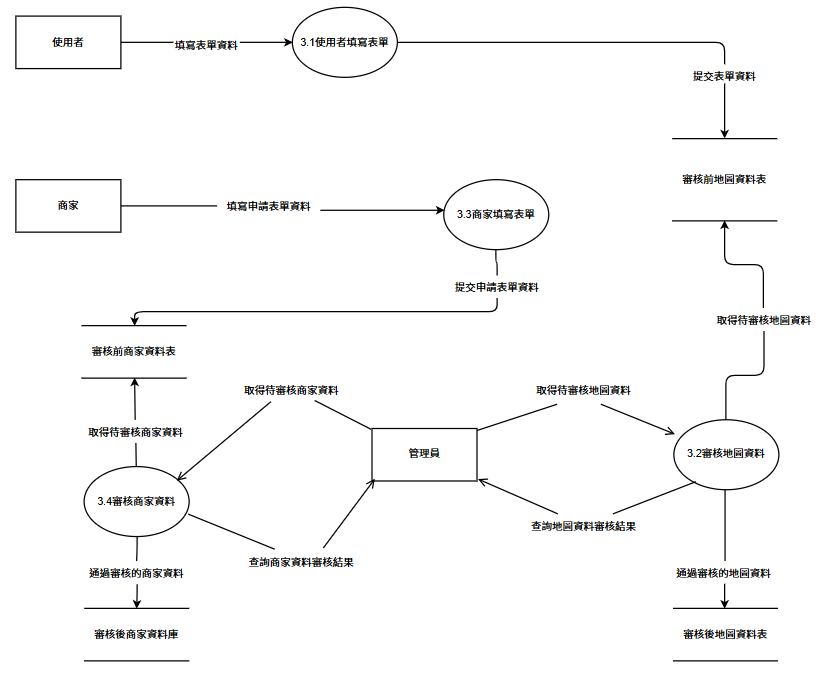 使用者
填寫表單資料
3.1使用者填寫表單
提交表單資料
審核前地圖資料表
商家
填寫申請表單資料
3.3商家填寫表單
提交申請表單資料
取得待審核地圖資料
審核前商家資料表
取得待審核商家資料
取得待審核地圖資料
取得待審核商家資料
管理員
3.2審核地圖資料
3.4審核商家資料
查詢地圖資料審核結果
查詢商家資料審核結果
通過審核的商家資料
通過審核的地圖資料
審核後商家資料庫
審核後地圖資料表